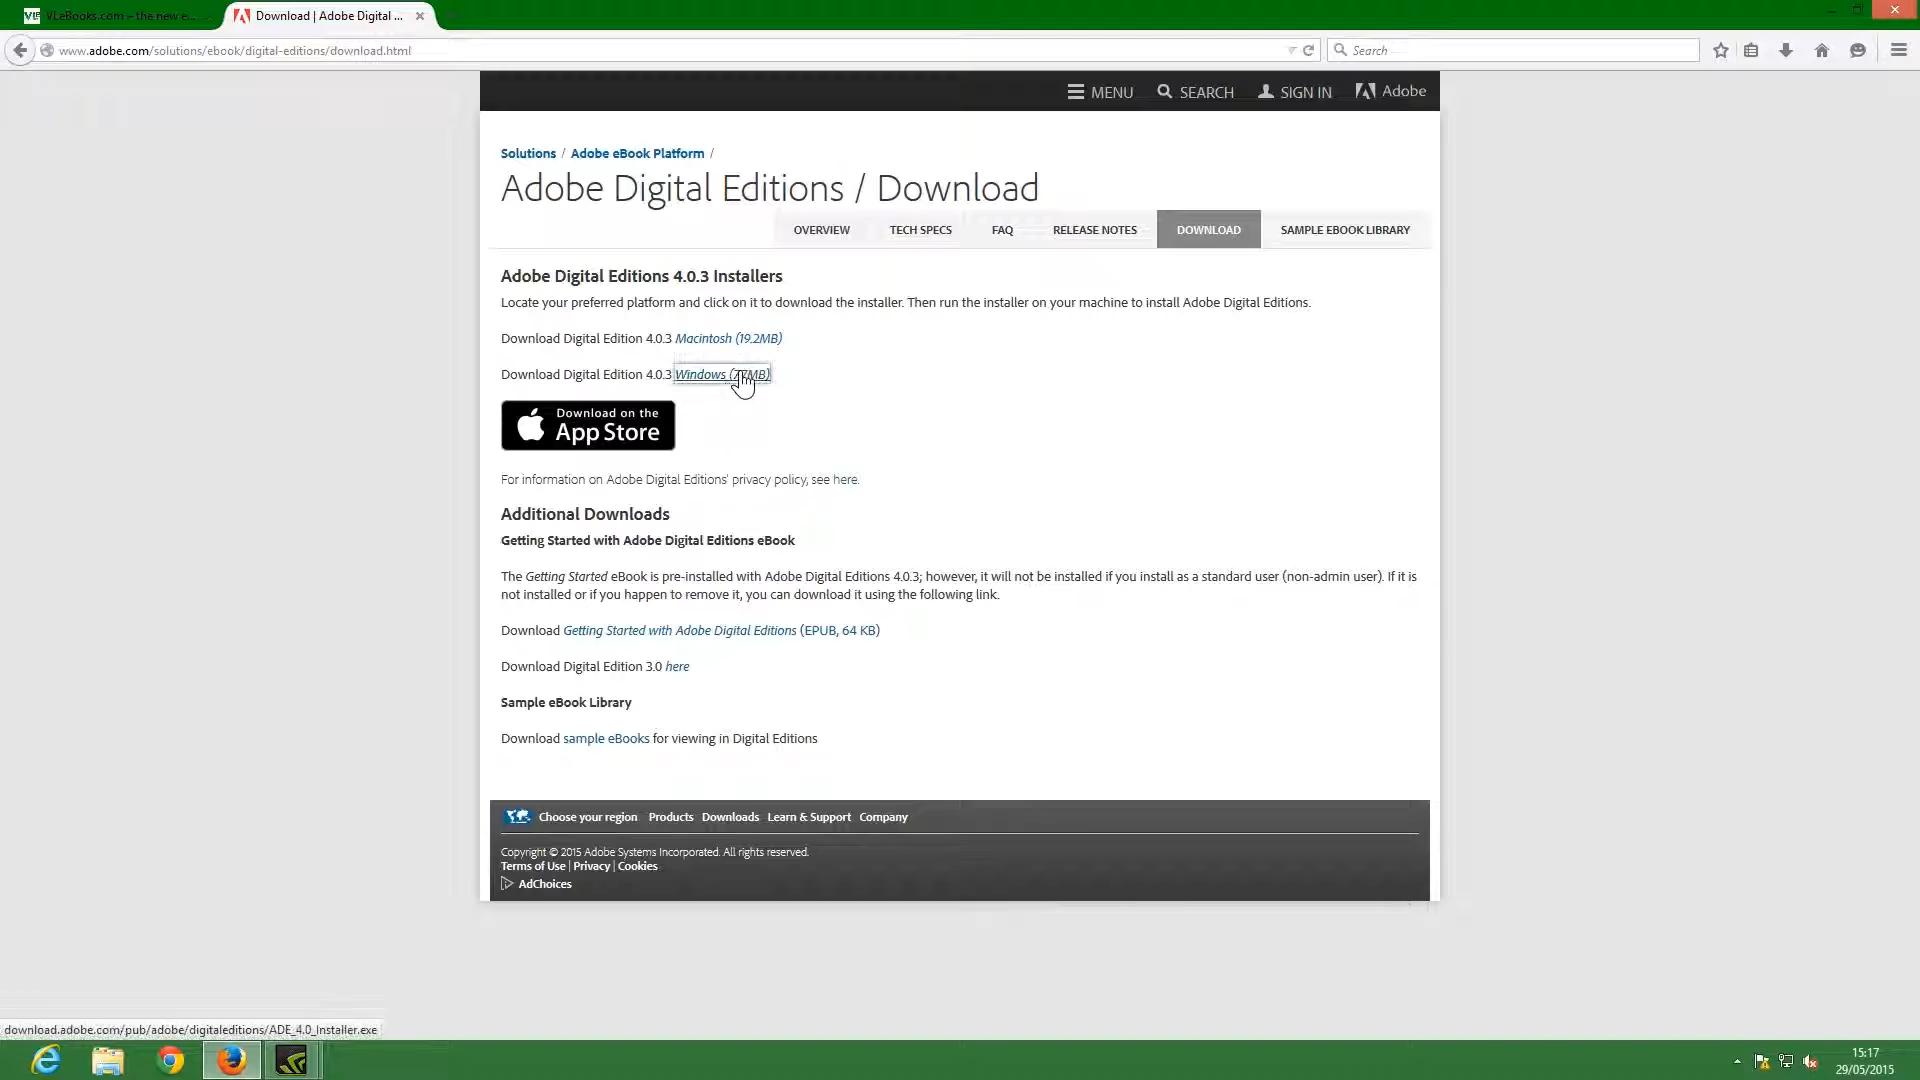 VLeBooks.com – the new e...
Download | Adobe Digital ...
www.adobe.com/solutions/ebook/digital-editions/download.html
Search
MENU
SEARCH
SIGN IN
Adobe
Solutions / Adobe eBook Platform /
Adobe Digital Editions / Download
OVERVIEW
TECH SPECS
FAQ
RELEASE NOTES
DOWNLOAD
SAMPLE EBOOK LIBRARY
Adobe Digital Editions 4.0.3 Installers
Locate your preferred platform and click on it to download the installer. Then run the installer on your machine to install Adobe Digital Editions.
Download Digital Edition 4.0.3 Macintosh (19.2MB)
Download Digital Edition 4.0.3 Windows
Download on the
App Store
For information on Adobe Digital Editions' privacy policy, see here.
Additional Downloads
Getting Started with Adobe Digital Editions eBook
The Getting Started eBook is pre-installed with Adobe Digital Editions 4.0.3; however, it will not be installed if you install as a standard user (non-admin user). If it is
not installed or if you happen to remove it, you can download it using the following link.
Download Getting Started with Adobe Digital Editions (EPUB, 64 KB)
Download Digital Edition 3.0 here
Sample eBook Library
Download sample eBooks for viewing in Digital Editions
Choose your region Products Downloads Learn & Support Company
Copyright © 2015 Adobe Systems Incorporated. All rights reserved.
Terms of Use | Privacy | Cookies
AdChoices
download.adobe.com/pub/adobe/digitaleditions/ADE_4.0_Installer.exe
15:17
29/05/2015